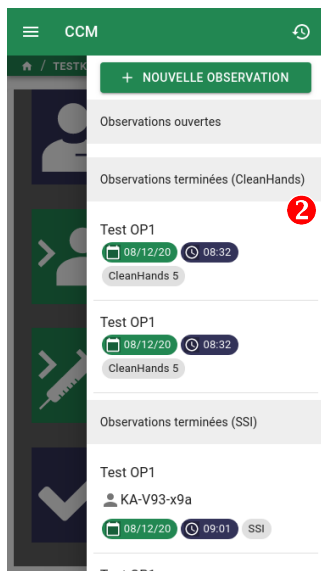 CCM
/ TESTK
+ NOUVELLE OBSERVATION
Observations ouvertes
Observations terminées (CleanHands)
2
Test OP1
08/12/20 08:32
CleanHands 5
Test OP1
08/12/20 08:32
CleanHands 5
Observations terminées (SSI)
Test OP1
KA-V93-x9a
08/12/20 09:01 SSI